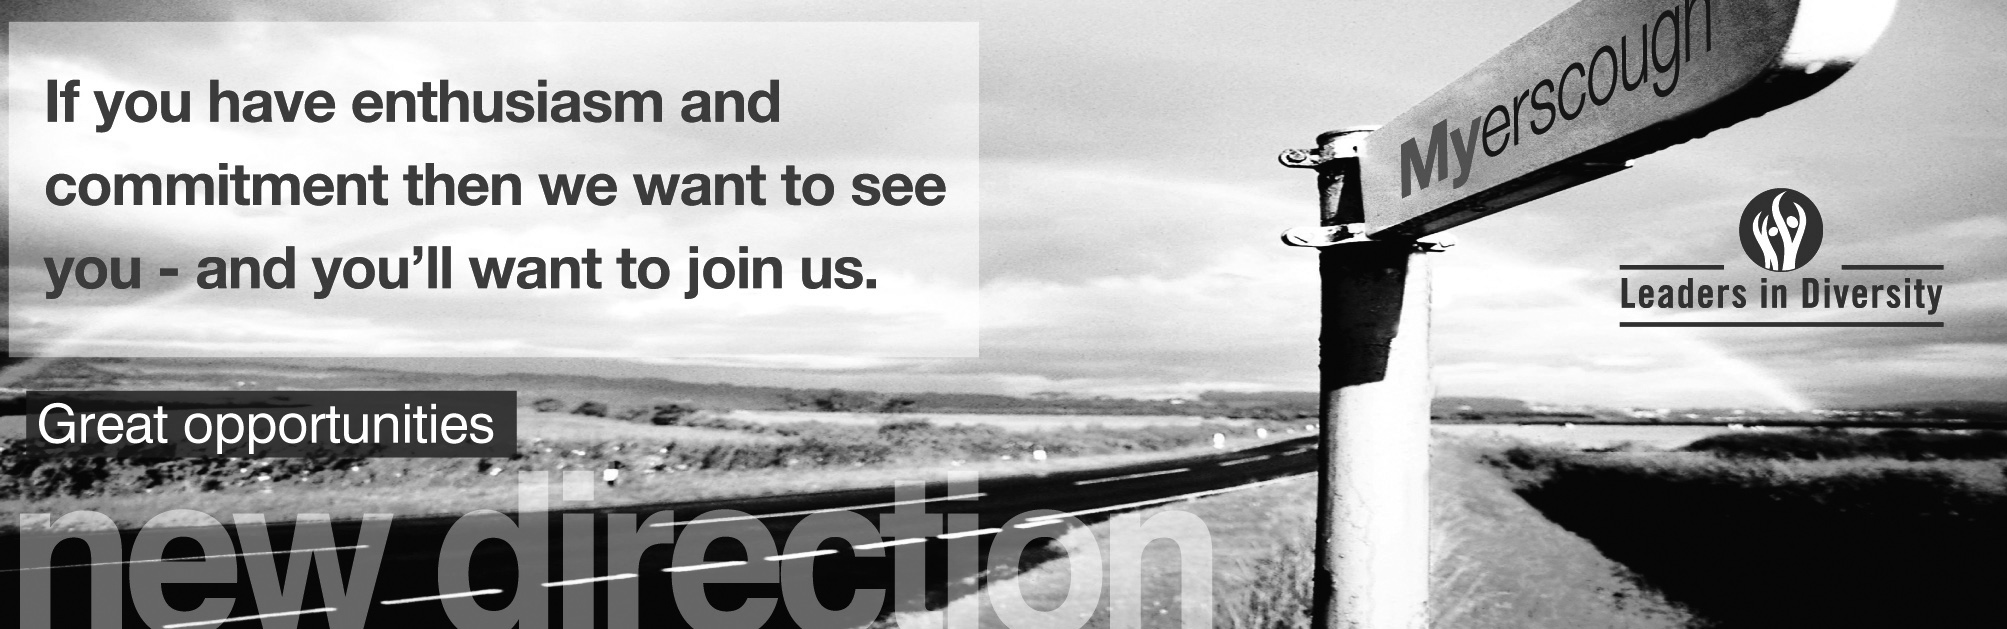 If you have enthusiasm and
commitment then we want to see
you - and you’ll want to join us.
Myerscough
Leaders in Diversity
Great opportunities
new direction